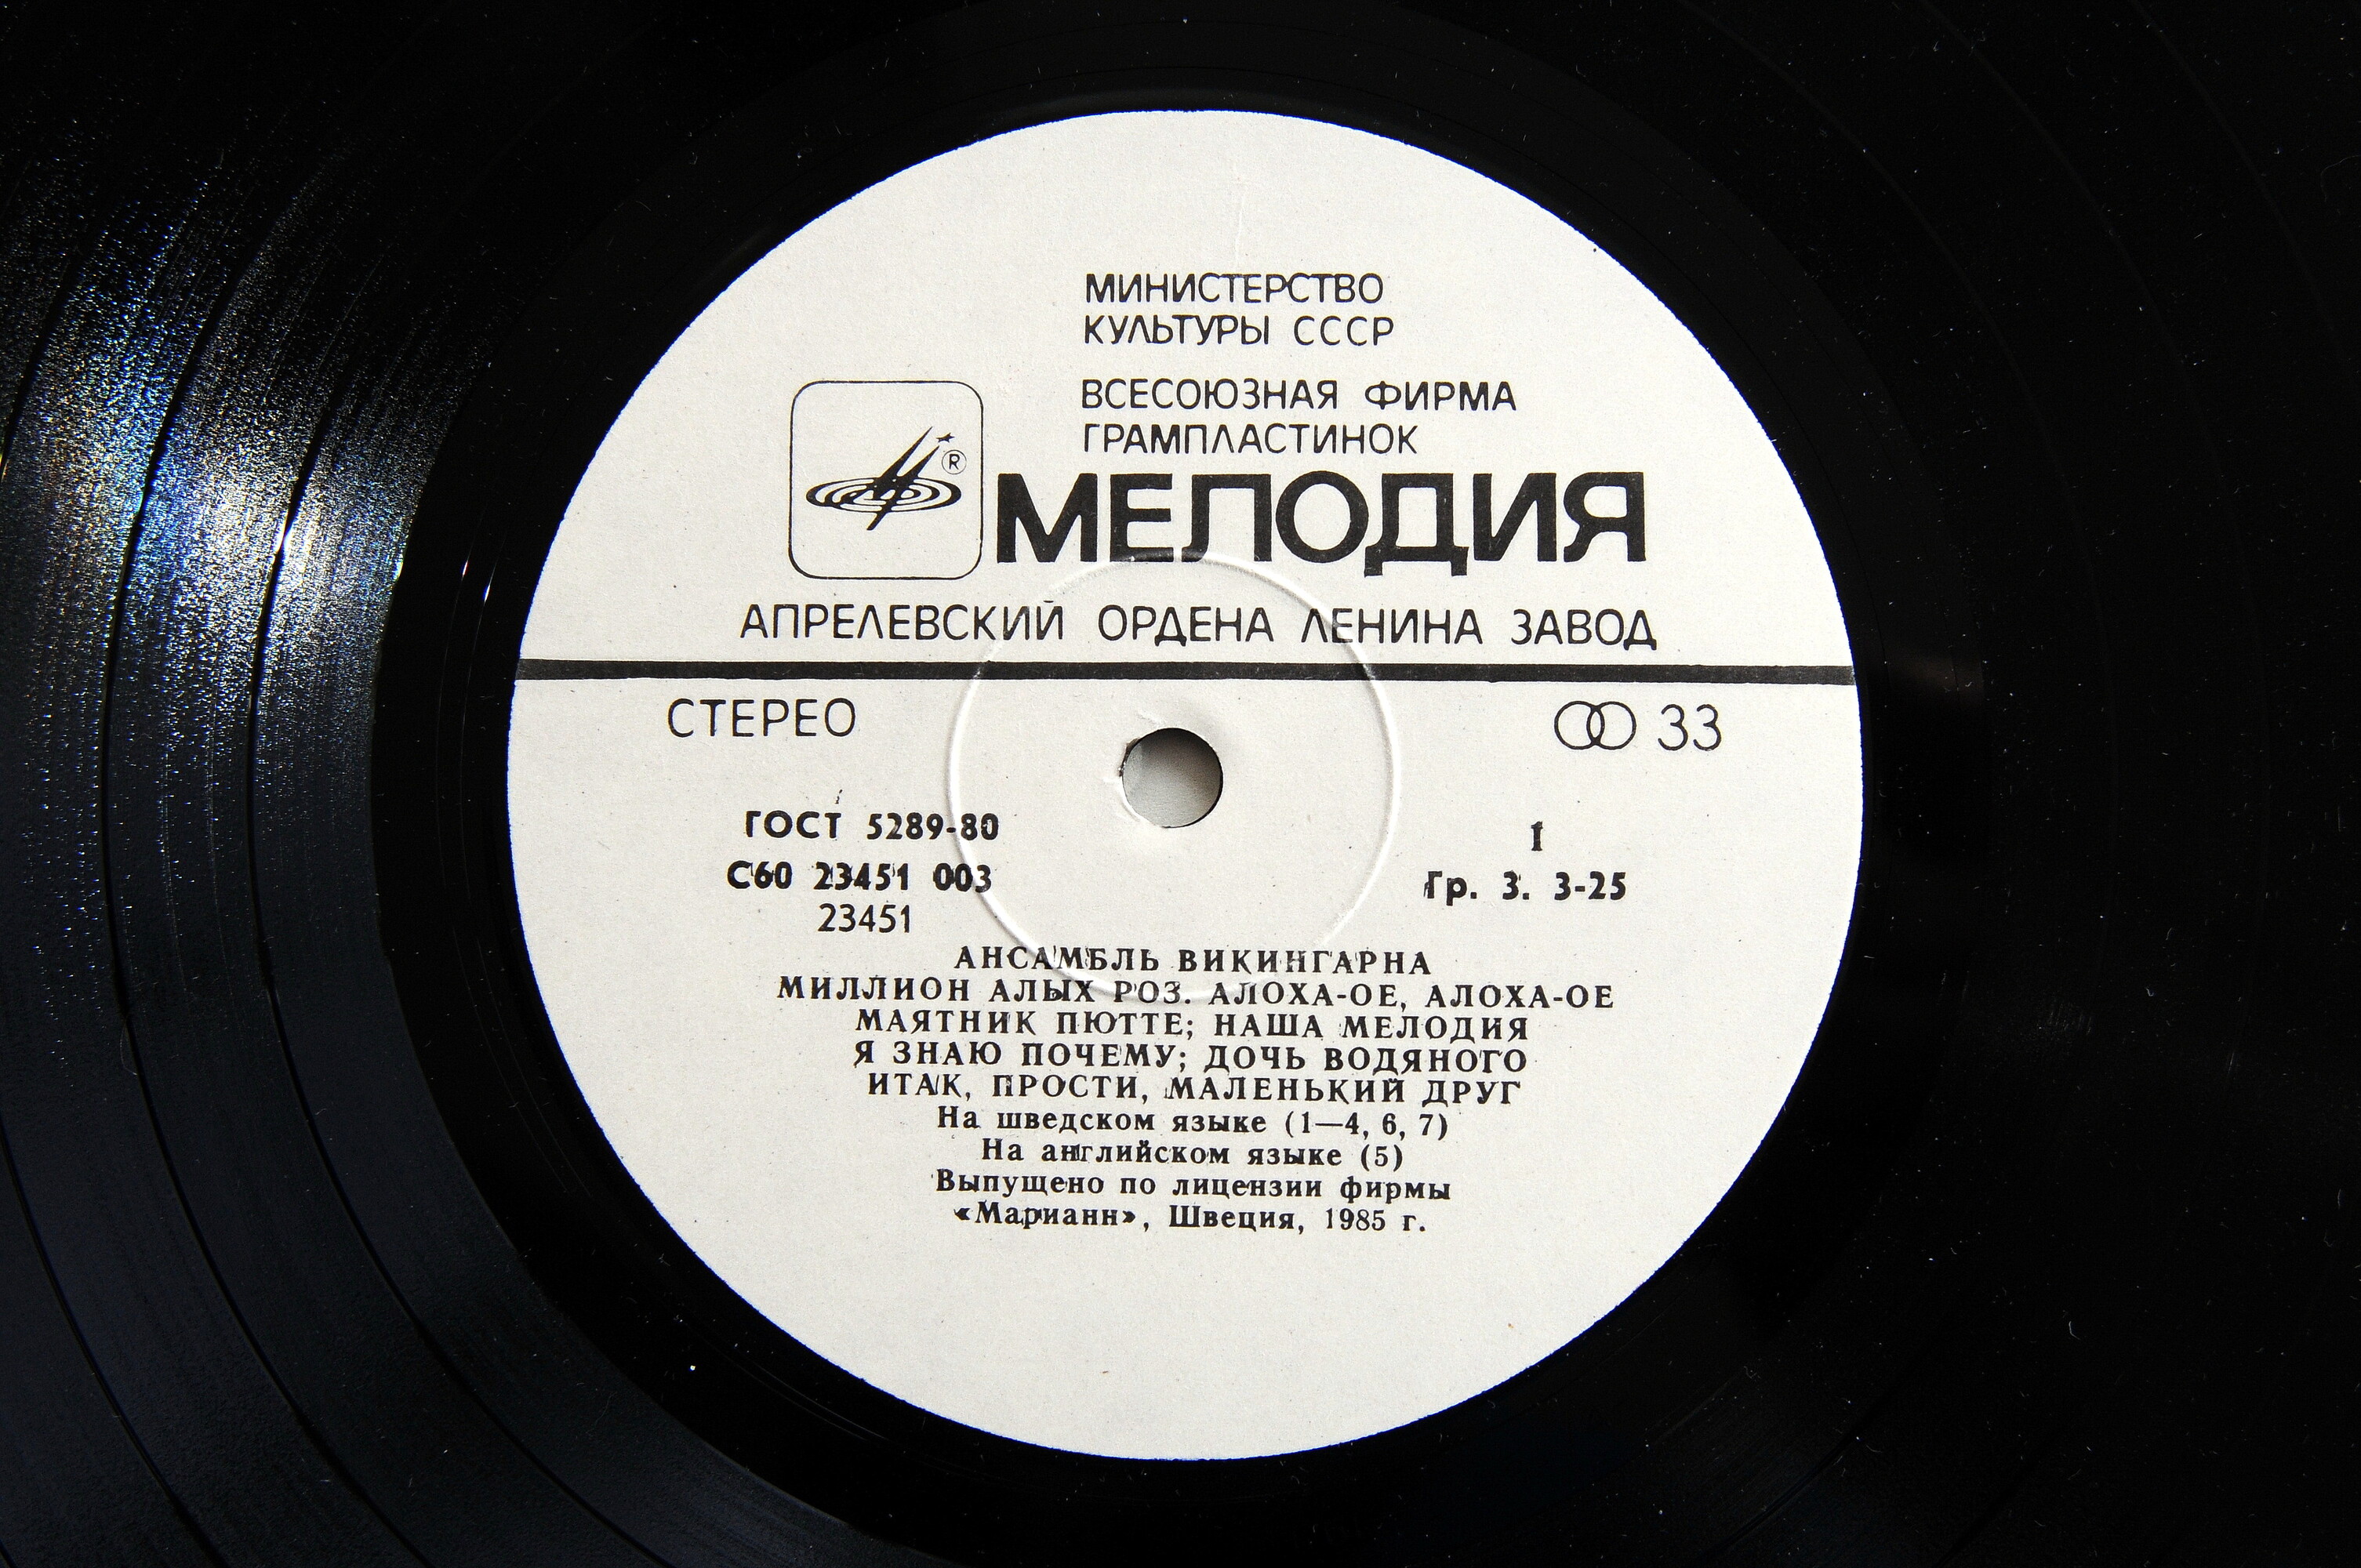 МИНИСТЕРСТВО
КУЛЬТУРЫ СССР
ВСЕСОЮЗНАЯ ФИРМА
ГРАМПЛАСТИНОК
®
МЕЛОДИЯ
АПРЕЛЕВСКИЙ ОРДЕНА ЛЕНИНА ЗАВОД
СТЕРЕО
33
ГОСТ 5289-80
1
С60 23451 003
Гр. 3. 3-25
23451
АНСАМБЛЬ ВИКИНГАРНА
МИЛЛИОН АЛЫХ РОЗ. АЛОХА-ОЕ, АЛОХА-ОЕ
МАЯТНИК ПЮТТЕ; НАША МЕЛОДИЯ
Я ЗНАЮ ПОЧЕМУ; ДОЧЬ ВОДЯНОГО
ИТАК, ПРОСТИ, МАЛЕНЬКИЙ ДРУГ
На шведском языке (1—4, 6, 7)
На английском языке (5)
Выпущено по лицензии фирмы
«Марианн», Швеция, 1985 г.